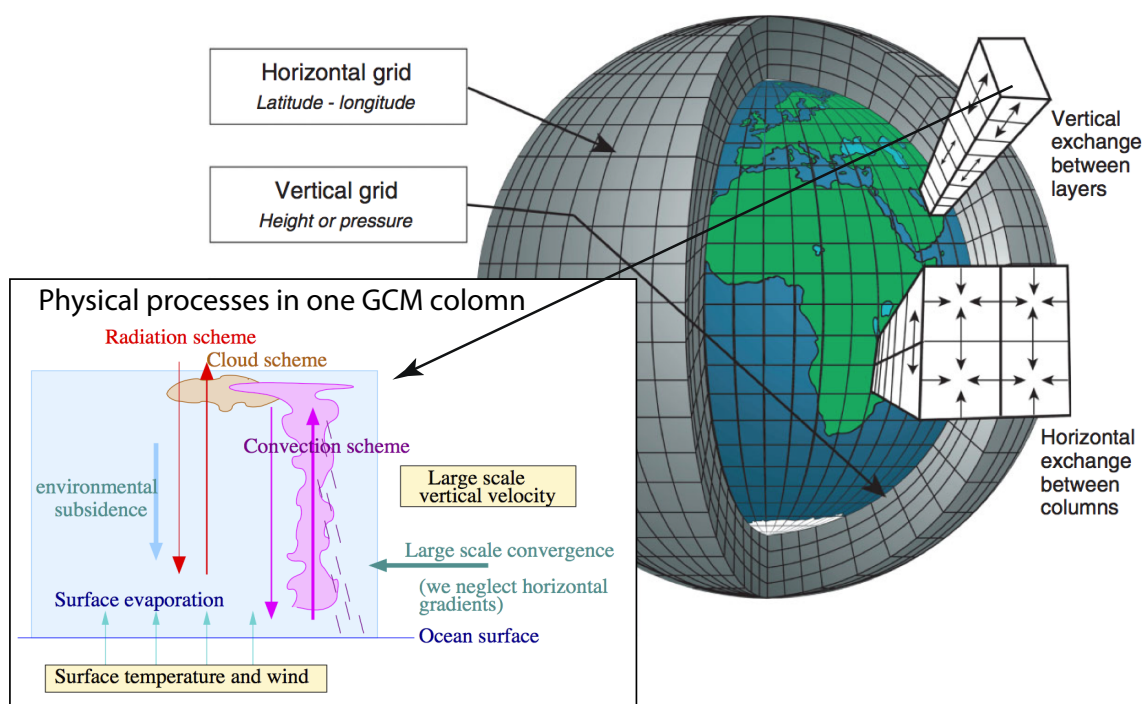 Horizontal grid
Latitude - longitude
Vertical grid
Height or pressure
Vertical
exchange
between
layers
Horizontal
exchange
between
columns
Physical processes in one GCM colomn
Radiation scheme
Cloud scheme
Convection scheme
environmental
subsidence
Large scale
vertical velocity
Large scale convergence
(we neglect horizontal
gradients)
Surface evaporation
Ocean surface
Surface temperature and wind